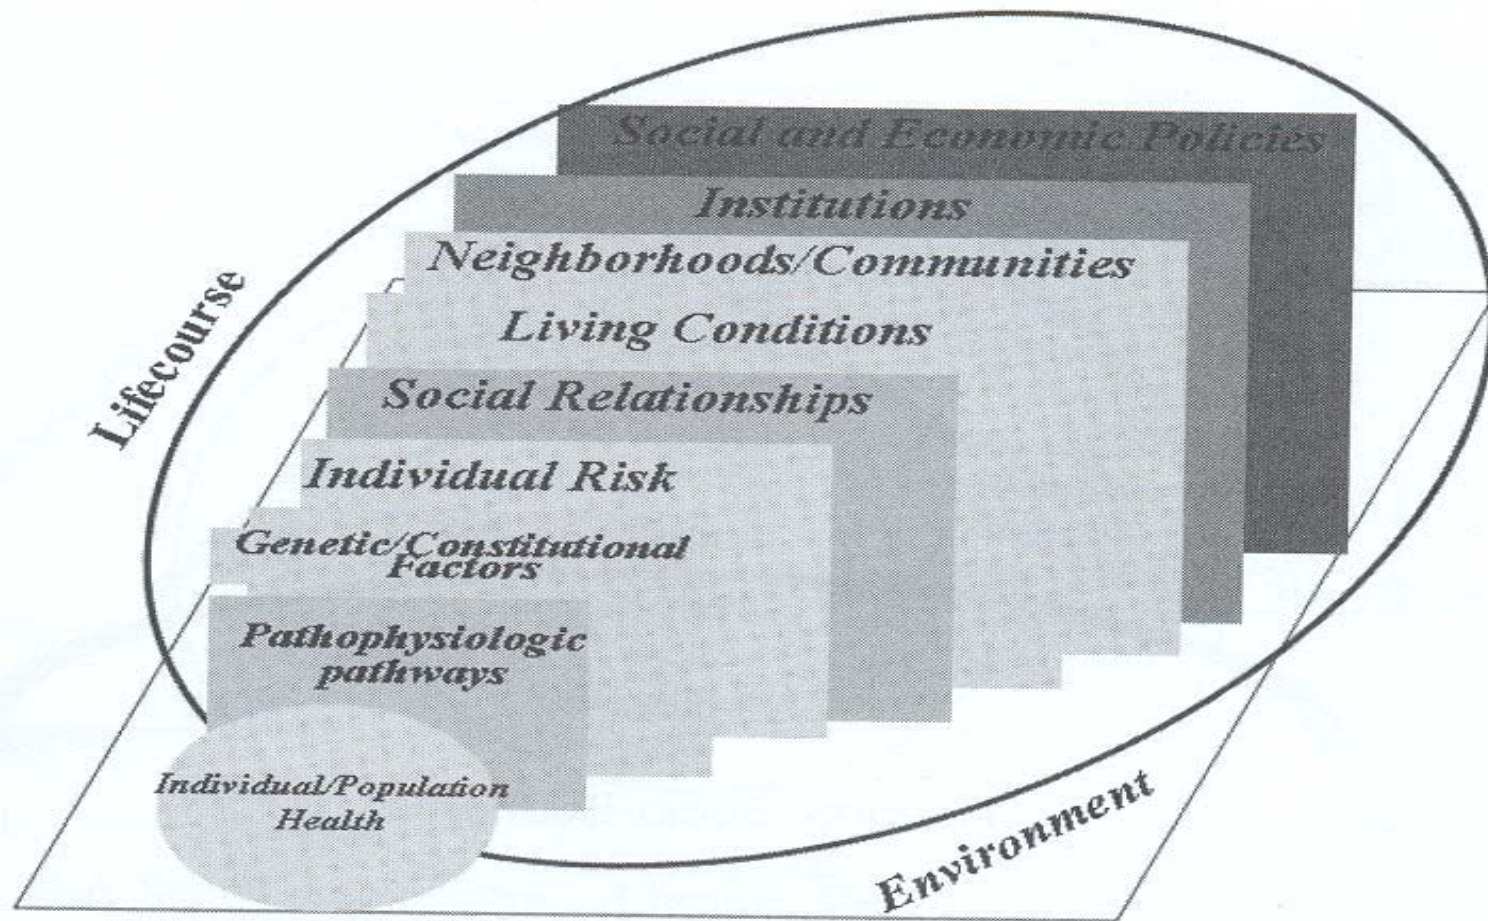 Social and Economic Policies
Institutions
Neighborhoods/Communities
Living Conditions
Social Relationships
Individual Risk
Genetic/Constitutional
Factors
Pathophysiologic
pathways
Individual/Population
Health
Lifecourse
Environment